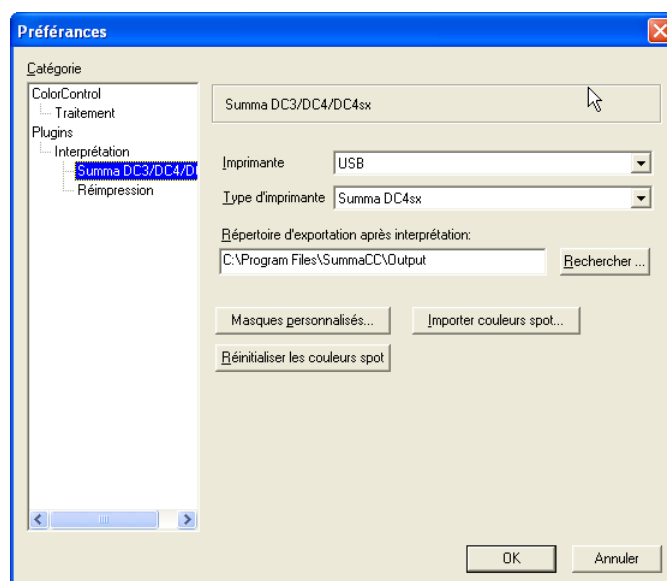 Préférances
Catégorie
ColorControl
Traitement
Plugins
Interprétation
Summa DC3/DC4/D
Réimpression
Summa DC3/DC4/DC4sx
Imprimante
USB
Type d'imprimante
Summa DC4sx
Répertoire d'exportation après interprétation:
C:\Program Files\SummaCC\Output
Rechercher ...
Masques personnalisés...
Importer couleurs spot...
Réinitialiser les couleurs spot
OK
Annuler